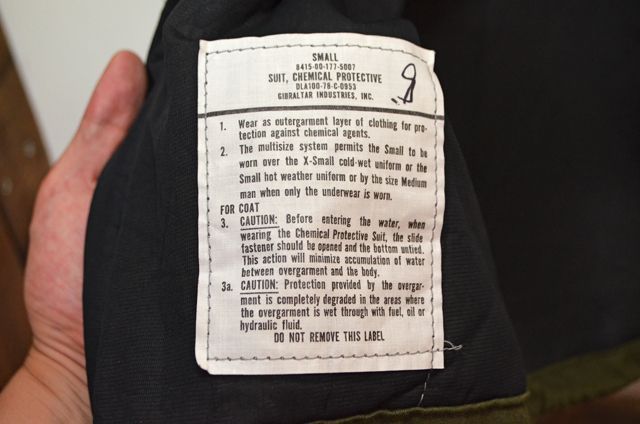 SMALL
8415-00-177-5007
SUIT, CHEMICAL PROTECTIVE
DLA100-78-C-0953
GIBRALTAR INDUSTRIES, INC.
1. Wear as outergarment layer of clothing for pro-
tection against chemical agents.
2. The multisize system permits the Small to be
worn over the X-Small cold-wet uniform or the
Small hot weather uniform or by the size Medium
man when only the underwear is worn.
FOR COAT
3. CAUTION: Before entering the water, when
wearing the Chemical Protective Suit, the slide
fastener should be opened and the bottom untied.
This action will minimize accumulation of water
between overgarment and the body.
3a. CAUTION: Protection provided by the overgar-
ment is completely degraded in the areas where
the overgarment is wet through with fuel, oil or
hydraulic fluid.
DO NOT REMOVE THIS LABEL